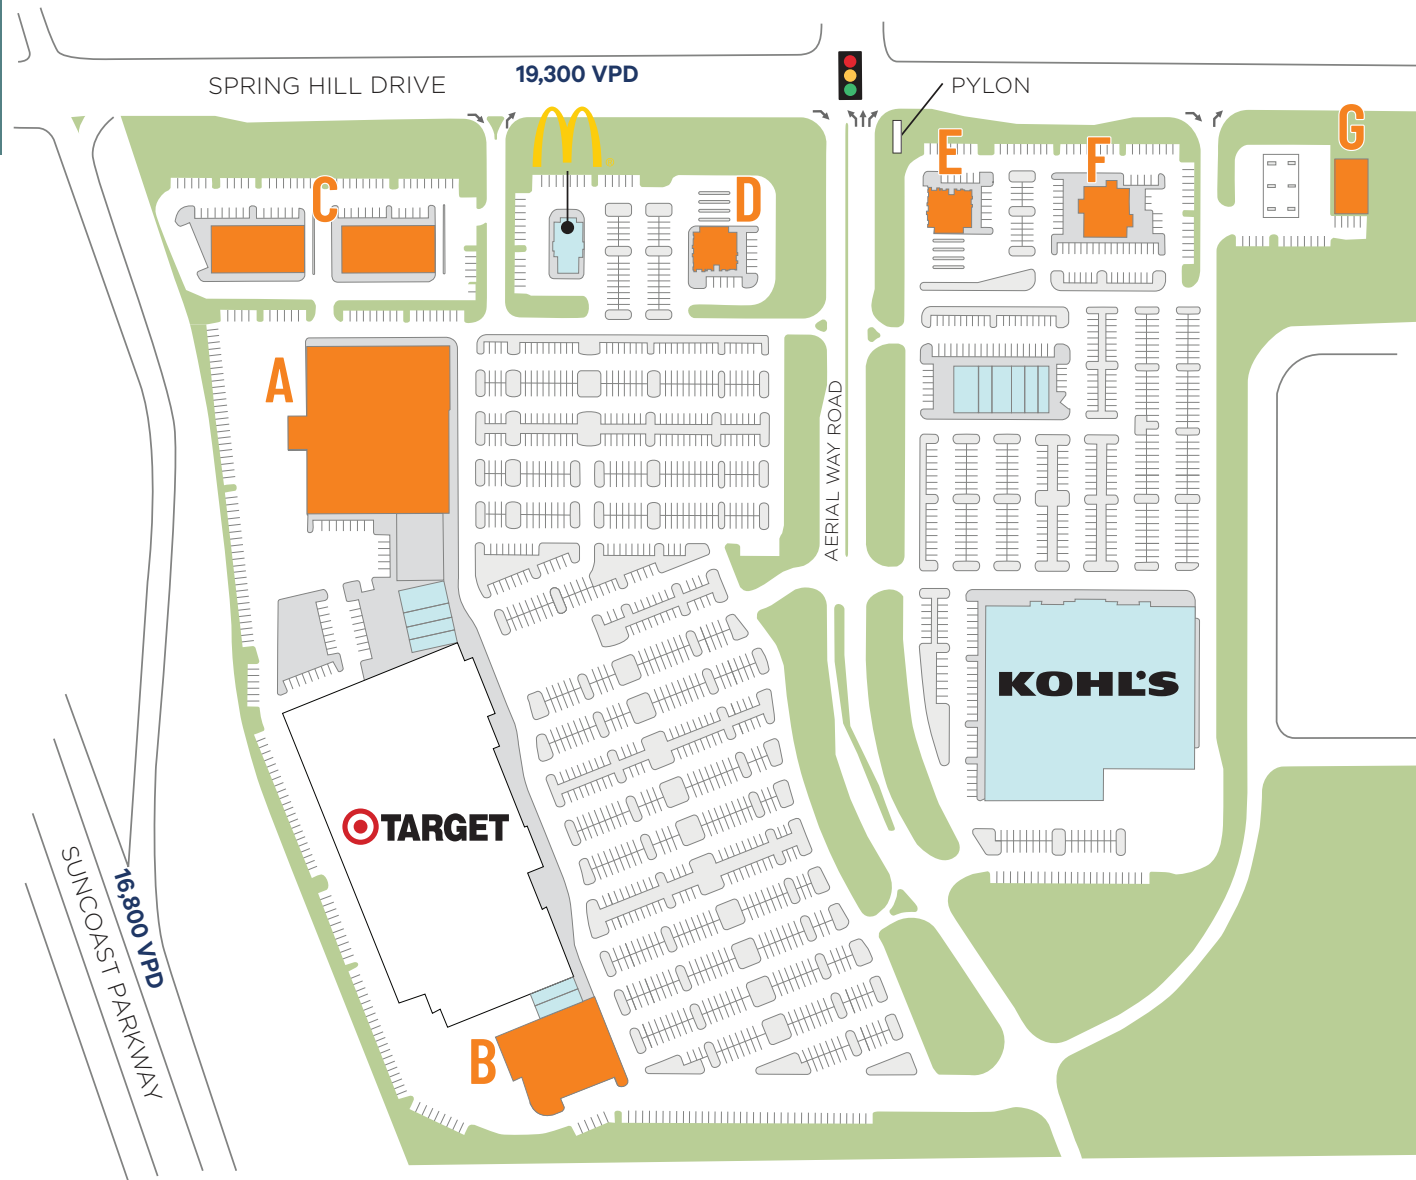 19,300 VPD
SPRING HILL DRIVE
PYLON
C
D
E
F
G
A
AERIAL WAY ROAD
KOHL'S
TARGET
16,800 VPD
SUNCOAST PARKWAY
B